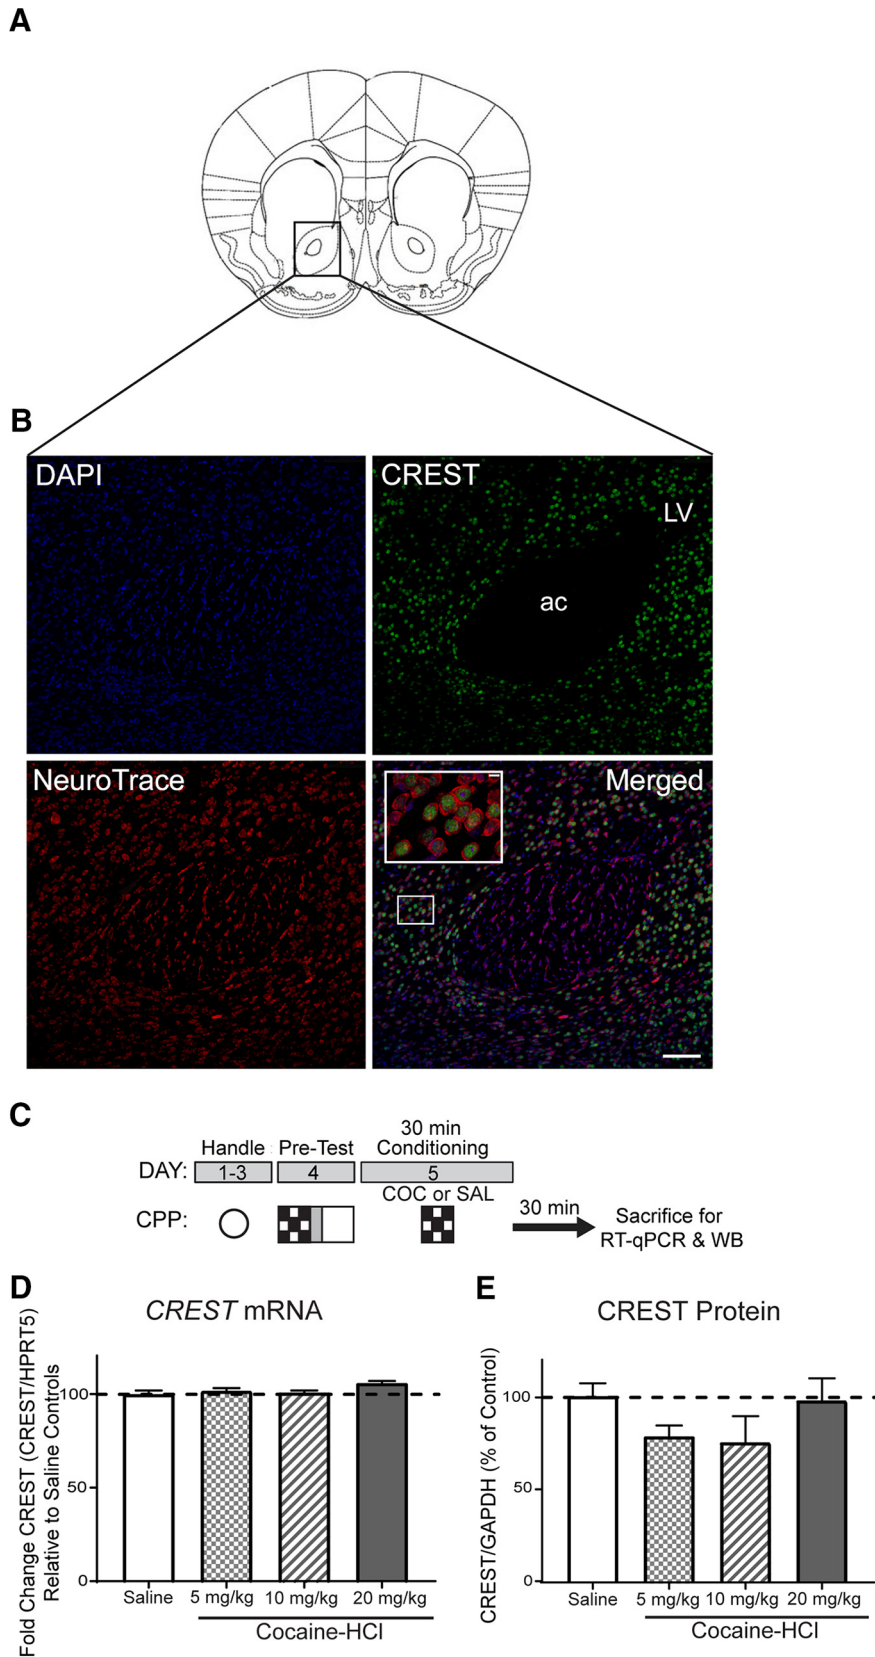 A
B
DAPI
CREST
LV
ac
NeuroTrace
Merged
C
30 min
Handle Pre-Test Conditioning
DAY: 1-3 4 5
COC or SAL
CPP: 30 min Sacrifice for
RT-qPCR & WB
D
CREST mRNA
Fold Change CREST (CREST/HPRT5)
Relative to Saline Controls
100
50
0
Saline 5 mg/kg 10 mg/kg 20 mg/kg
Cocaine-HCl
E
CREST Protein
CREST/GAPDH (% of Control)
100
50
0
Saline 5 mg/kg 10 mg/kg 20 mg/kg
Cocaine-HCl